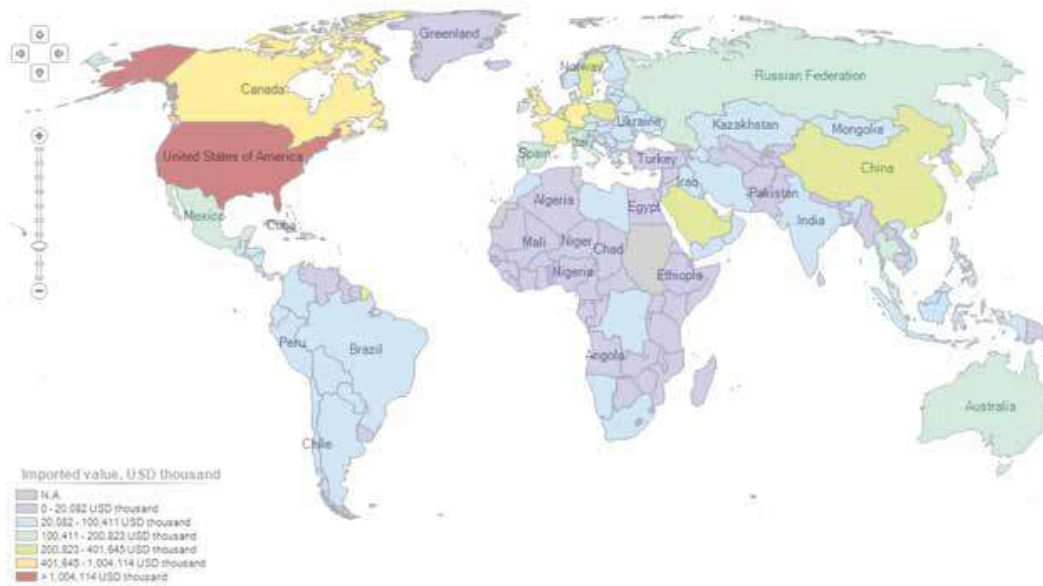 Greenland
Norway
Russian Federation
Canada
Ukraine
Kazakhstan
Mongolia
United States of America
Spain
Italy
Turkey
China
Iraq
Pakistan
Mexico
Algeria
Egypt
India
Cuba
Mali
Niger
Chad
Nigeria
Ethiopia
Peru
Brazil
Angola
Australia
Chile
Imported value, USD thousand
N.A.
0 - 20,082 USD thousand
20,082 - 100,411 USD thousand
100,411 - 200,823 USD thousand
200,823 - 401,645 USD thousand
401,645 - 1,004,114 USD thousand
> 1,004,114 USD thousand